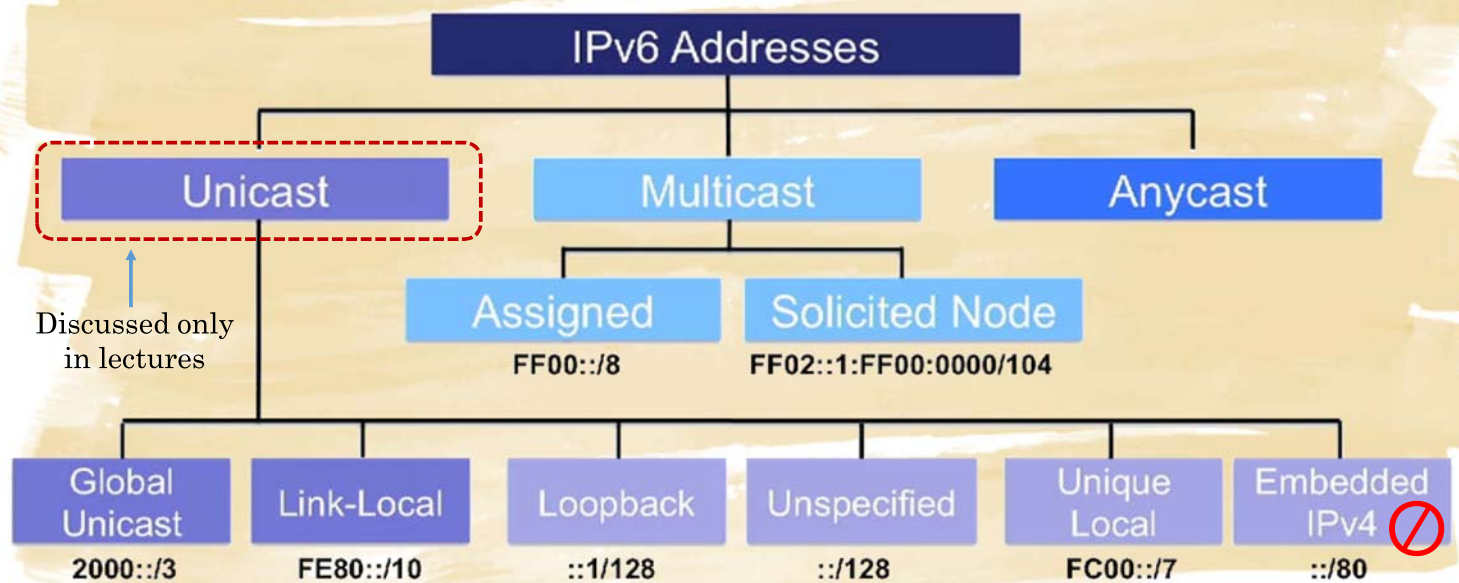 IPv6 Addresses
Unicast
Multicast
Anycast
Discussed only
in lectures
Assigned
FF00::/8
Solicited Node
FF02::1:FF00:0000/104
Global
Unicast
2000::/3
Link-Local
FE80::/10
Loopback
::1/128
Unspecified
::/128
Unique
Local
FC00::/7
Embedded
IPv4
::/80